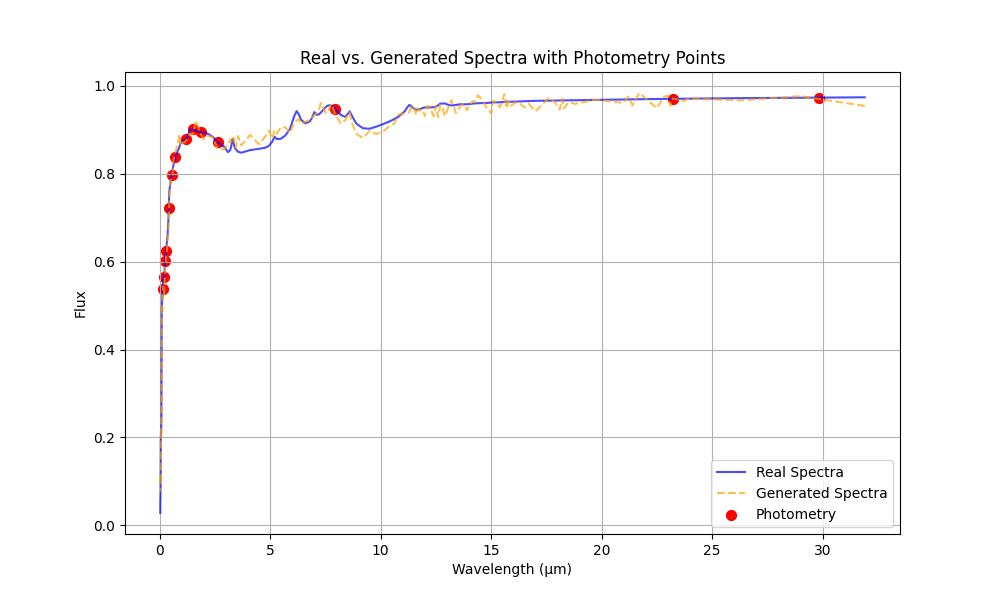 Real vs. Generated Spectra with Photometry Points
1.0
0.8
0.6
0.4
0.2
0.0
Flux
0 5 10 15 20 25 30
Wavelength (μm)
Real Spectra
Generated Spectra
Photometry